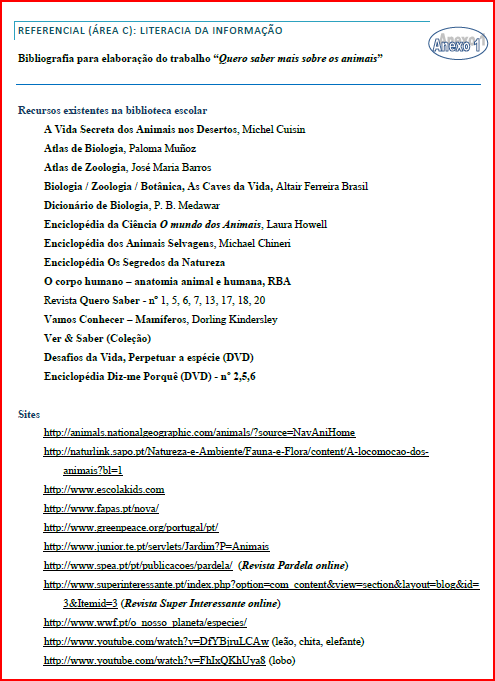 REFERENCIAL (ÁREA C): LITERACIA DA INFORMAÇÃO
Anexo 1
Bibliografia para elaboração do trabalho “Quero saber mais sobre os animais”
Recursos existentes na biblioteca escolar
A Vida Secreta dos Animais nos Desertos, Michel Cuisin
Atlas de Biologia, Paloma Muñoz
Atlas de Zoologia, José Maria Barros
Biologia / Zoologia / Botânica, As Caves da Vida, Altair Ferreira Brasil
Dicionário de Biologia, P. B. Medawar
Enciclopédia da Ciência O mundo dos Animais, Laura Howell
Enciclopédia dos Animais Selvagens, Michael Chineri
Enciclopédia Os Segredos da Natureza
O corpo humano – anatomia animal e humana, RBA
Revista Quero Saber - nº 1, 5, 6, 7, 13, 17, 18, 20
Vamos Conhecer – Mamíferos, Dorling Kindersley
Ver & Saber (Coleção)
Desafios da Vida, Perpetuar a espécie (DVD)
Enciclopédia Diz-me Porquê (DVD) - nº 2,5,6
Sites
http://animals.nationalgeographic.com/animals/?source=NavAniHome
http://naturlink.sapo.pt/Natureza-e-Ambiente/Fauna-e-Flora/content/A-locomocao-dos-
animais?bl=1
http://www.escolakids.com
http://www.fapas.pt/nova/
http://www.greenpeace.org/portugal/pt/
http://www.junior.te.pt/servlets/Jardim?P=Animais
http://www.spea.pt/pt/publicacoes/pardela/ (Revista Pardela online)
http://www.superinteressante.pt/index.php?option=com_content&view=section&layout=blog&id=
3&Itemid=3 (Revista Super Interessante online)
http://www.wwf.pt/o_nosso_planeta/especies/
http://www.youtube.com/watch?v=DfYBjruLCAw (leão, chita, elefante)
http://www.youtube.com/watch?v=FhIxQKhUya8 (lobo)